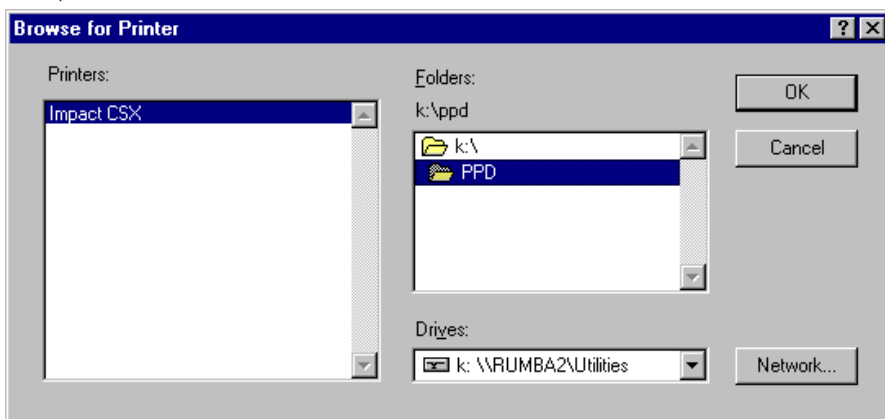 Browse for Printer
Printers:
Impact CSX
Folders:
k:\ppd
k:\
PPD
Drives:
k: \\RUMBA2\Utilities
OK
Cancel
Network...